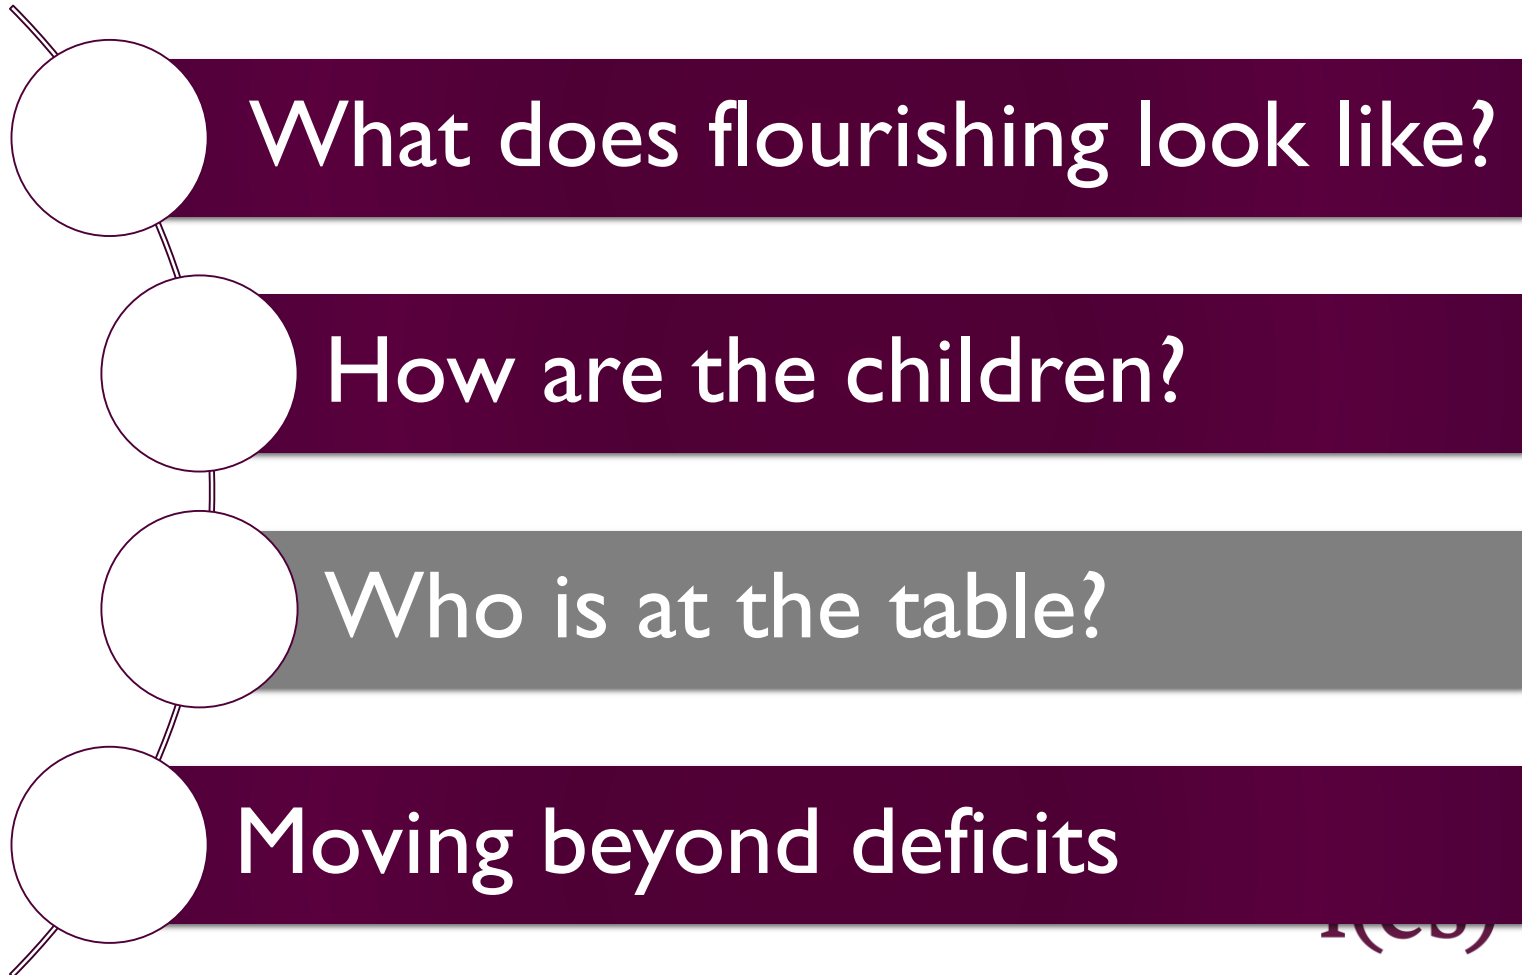 What does flourishing look like?
How are the children?
Who is at the table?
Moving beyond deficits